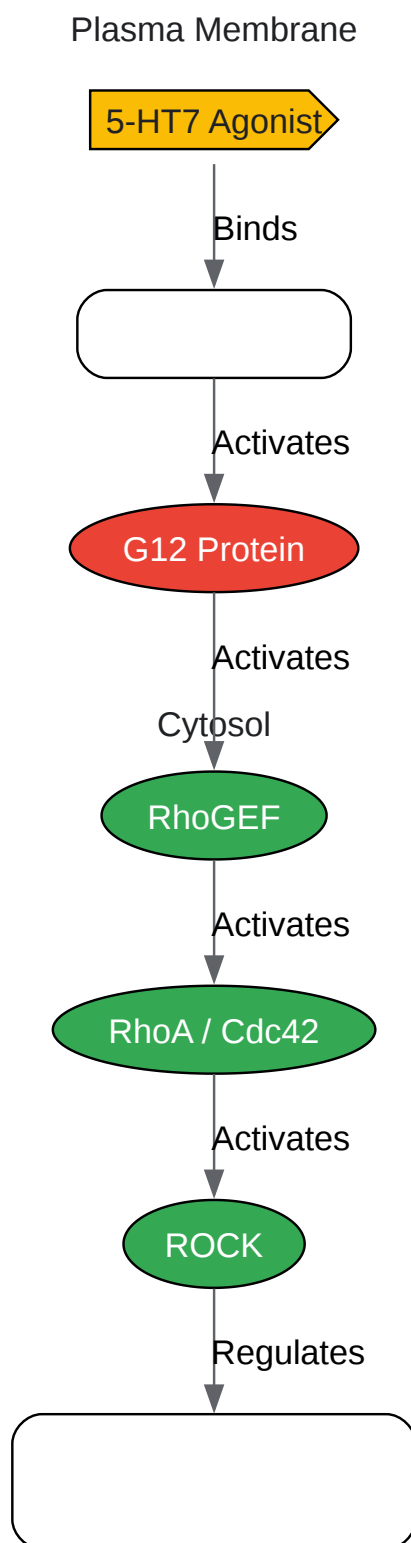 Plasma Membrane
5-HT7 Agonist
Binds
Activates
G12 Protein
Activates
Cytosol
RhoGEF
Activates
RhoA / Cdc42
Activates
ROCK
Regulates